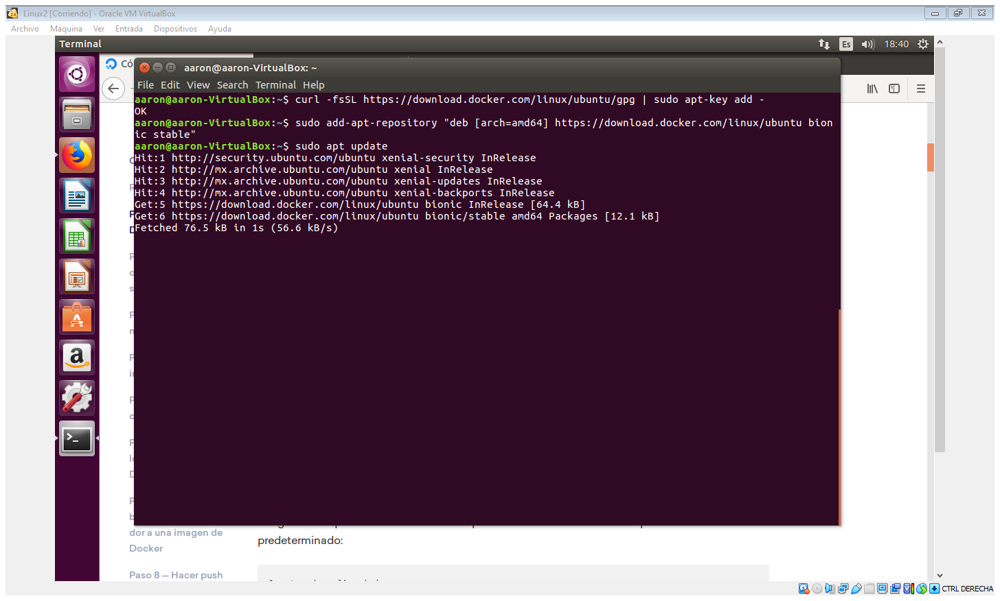 Linux2 [Corriendo] - Oracle VM VirtualBox
Archivo Máquina Ver Entrada Dispositivos Ayuda
Terminal Es 18:40
Có
aaron@aaron-VirtualBox: ~
File Edit View Search Terminal Help
aaron@aaron-VirtualBox:~$ curl -fsSL https://download.docker.com/linux/ubuntu/gpg | sudo apt-key add -
OK
aaron@aaron-VirtualBox:~$ sudo add-apt-repository "deb [arch=amd64] https://download.docker.com/linux/ubuntu bion
ic stable"
aaron@aaron-VirtualBox:~$ sudo apt update
Hit:1 http://security.ubuntu.com/ubuntu xenial-security InRelease
Hit:2 http://mx.archive.ubuntu.com/ubuntu xenial InRelease
Hit:3 http://mx.archive.ubuntu.com/ubuntu xenial-updates InRelease
Hit:4 http://mx.archive.ubuntu.com/ubuntu xenial-backports InRelease
Get:5 https://download.docker.com/linux/ubuntu bionic InRelease [64.4 kB]
Get:6 https://download.docker.com/linux/ubuntu bionic/stable amd64 Packages [12.1 kB]
Fetched 76.5 kB in 1s (56.6 kB/s)
dor a una imagen de
Docker
Paso 8 — Hacer push
predeterminado:
CTRL DERECHA